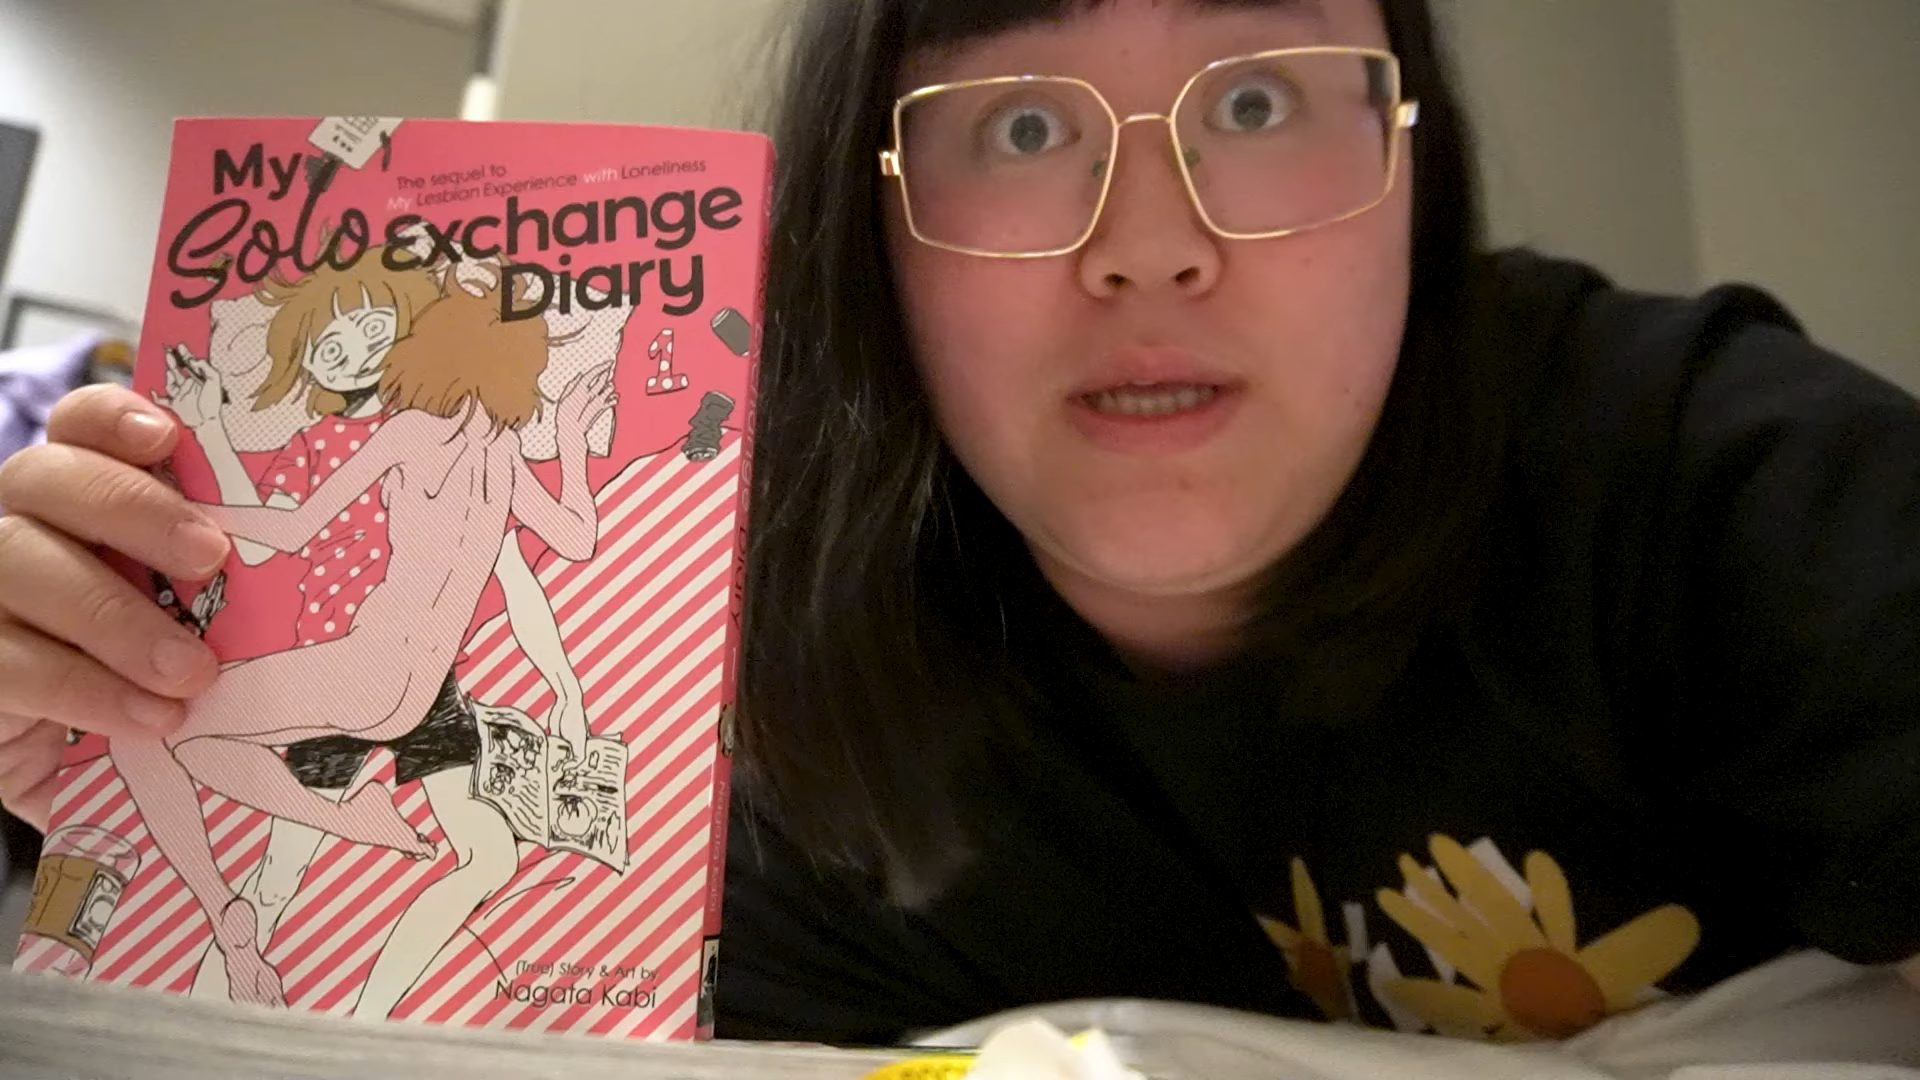 My
Solo Exchange
Diary
The sequel to
My Lesbian Experience with Loneliness
1
(True) Story & Art by
Nagata Kabi